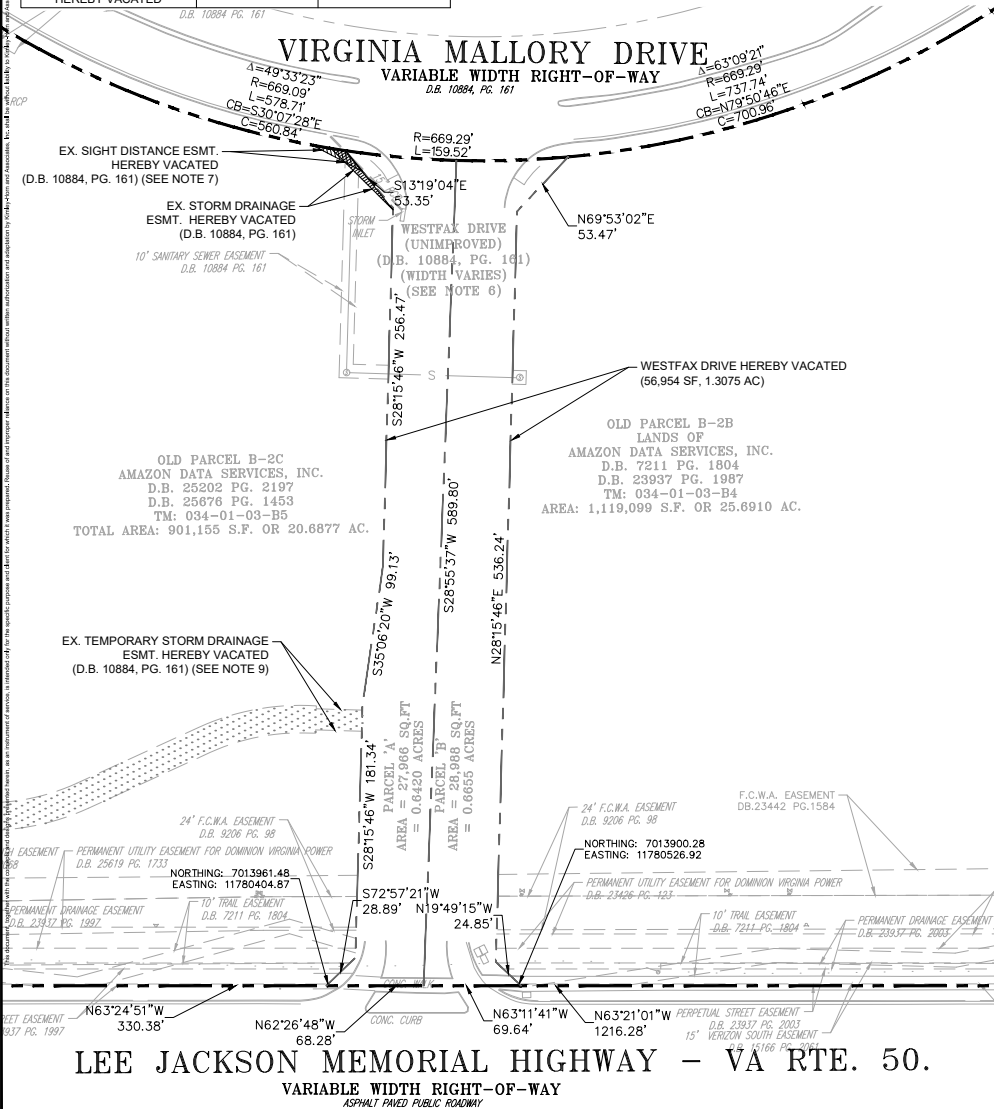 HEREBY VACATED
D.B. 10884 PG. 161
VIRGINIA MALLORY DRIVE
VARIABLE WIDTH RIGHT-OF-WAY
D.B. 10884, PG. 161
Δ=49°33'23"
R=669.09'
L=578.71'
CB=S30°07'28"E
C=560.84'
Δ=63°09'21"
R=669.29'
L=737.74'
CB=N79°50'46"E
C=700.96'
RCP
R=669.29'
L=159.52'
EX. SIGHT DISTANCE ESMT.
HEREBY VACATED
(D.B. 10884, PG. 161) (SEE NOTE 7)
S13°19'04"E
53.35'
EX. STORM DRAINAGE
ESMT. HEREBY VACATED
(D.B. 10884, PG. 161)
N69°53'02"E
53.47'
STORM
INLET
WESTFAX DRIVE
(UNIMPROVED)
(D.B. 10884, PG. 161)
(WIDTH VARIES)
(SEE NOTE 6)
10' SANITARY SEWER EASEMENT
D.B. 10884 PG. 161
S28°15'46"W 256.47'
S
S
WESTFAX DRIVE HEREBY VACATED
(56,954 SF, 1.3075 AC)
OLD PARCEL B-2C
AMAZON DATA SERVICES, INC.
D.B. 25202 PG. 2197
D.B. 25676 PG. 1453
TM: 034-01-03-B5
TOTAL AREA: 901,155 S.F. OR 20.6877 AC.
OLD PARCEL B-2B
LANDS OF
AMAZON DATA SERVICES, INC.
D.B. 7211 PG. 1804
D.B. 23937 PG. 1987
TM: 034-01-03-B4
AREA: 1,119,099 S.F. OR 25.6910 AC.
S28°55'37"W 589.80'
S35°06'20"W 99.13'
N28°15'46"E 536.24'
EX. TEMPORARY STORM DRAINAGE
ESMT. HEREBY VACATED
(D.B. 10884, PG. 161) (SEE NOTE 9)
S28°15'46"W 181.34'
PARCEL 'A'
AREA = 27,966 SQ.FT
= 0.6420 ACRES
PARCEL 'B'
AREA = 28,988 SQ.FT
= 0.6655 ACRES
24' F.C.W.A. EASEMENT
D.B. 9206 PG. 98
24' F.C.W.A. EASEMENT
D.B. 9206 PG. 98
F.C.W.A. EASEMENT
DB.23442 PG.1584
EASEMENT
PERMANENT UTILITY EASEMENT FOR DOMINION VIRGINIA POWER
D.B. 25619 PG. 1733
NORTHING: 7013961.48
EASTING: 11780404.87
NORTHING: 7013900.28
EASTING: 11780526.92
PERMANENT UTILITY EASEMENT FOR DOMINION VIRGINIA POWER
D.B. 23426 PG. 123
PERMANENT DRAINAGE EASEMENT
D.B. 23937 PG. 1997
10' TRAIL EASEMENT
D.B. 7211 PG. 1804
S72°57'21"W
28.89'
N19°49'15"W
24.85'
10' TRAIL EASEMENT
D.B. 7211 PG. 1804
PERMANENT DRAINAGE EASEMENT
D.B. 23937 PG. 2003
CONC. WALK
CONC. CURB
N63°24'51"W
330.38'
N62°26'48"W
68.28'
N63°11'41"W
69.64'
N63°21'01"W
1216.28'
REET EASEMENT
3937 PG. 1997
PERPETUAL STREET EASEMENT
D.B. 23937 PG. 2003
15' VERIZON SOUTH EASEMENT
D.B. 15166 PG. 2061
LEE JACKSON MEMORIAL HIGHWAY - VA RTE. 50.
VARIABLE WIDTH RIGHT-OF-WAY
ASPHALT PAVED PUBLIC ROADWAY